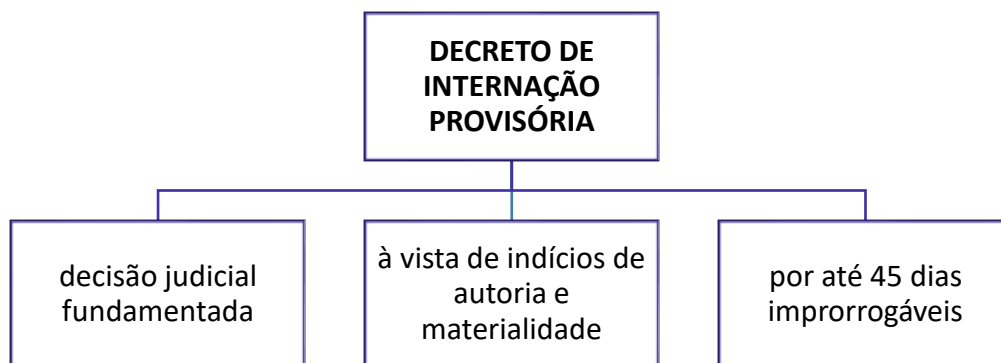 DECRETO DE
INTERNAÇÃO
PROVISÓRIA
decisão judicial
fundamentada
à vista de indícios de
autoria e
materialidade
por até 45 dias
improrrogáveis